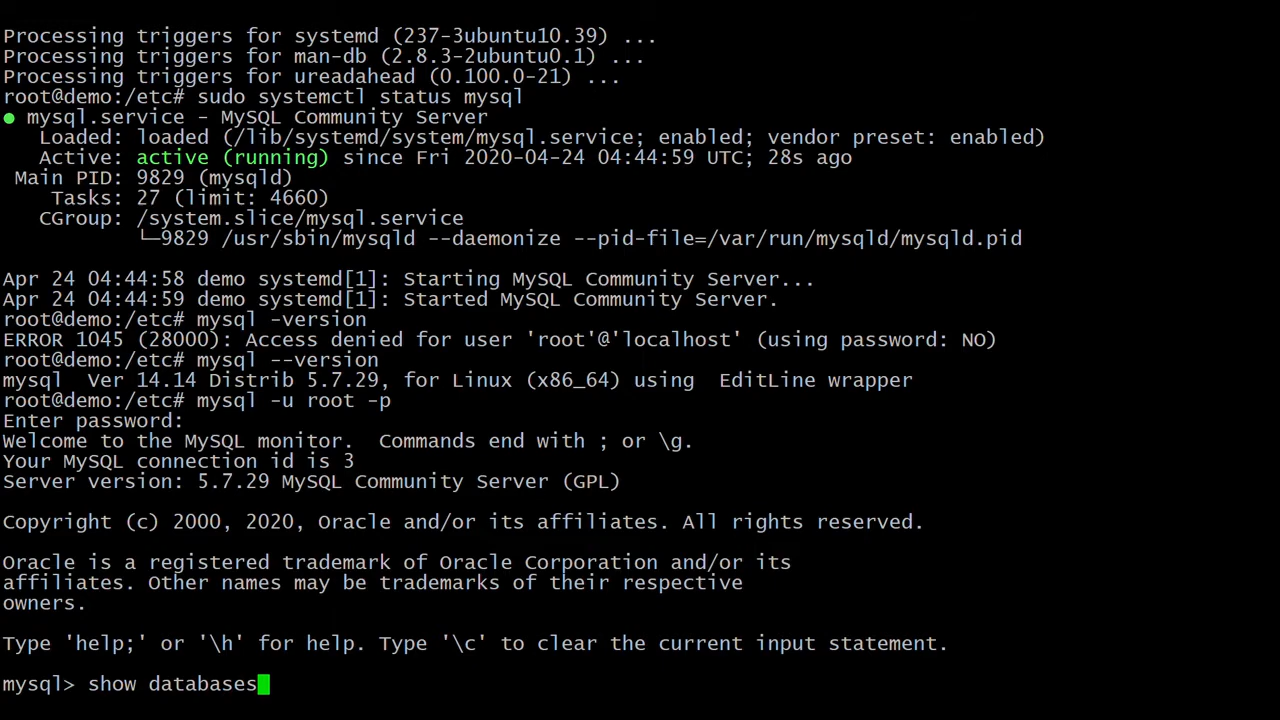 Processing triggers for systemd (237-3ubuntu10.39) ...
Processing triggers for man-db (2.8.3-2ubuntu0.1) ...
Processing triggers for ureadahead (0.100.0-21) ...
root@demo:/etc# sudo systemctl status mysql
● mysql.service - MySQL Community Server
   Loaded: loaded (/lib/systemd/system/mysql.service; enabled; vendor preset: enabled)
   Active: active (running) since Fri 2020-04-24 04:44:59 UTC; 28s ago
 Main PID: 9829 (mysqld)
    Tasks: 27 (limit: 4660)
   CGroup: /system.slice/mysql.service
           └─9829 /usr/sbin/mysqld --daemonize --pid-file=/var/run/mysqld/mysqld.pid
Apr 24 04:44:58 demo systemd[1]: Starting MySQL Community Server...
Apr 24 04:44:59 demo systemd[1]: Started MySQL Community Server.
root@demo:/etc# mysql -version
ERROR 1045 (28000): Access denied for user 'root'@'localhost' (using password: NO)
root@demo:/etc# mysql --version
mysql  Ver 14.14 Distrib 5.7.29, for Linux (x86_64) using  EditLine wrapper
root@demo:/etc# mysql -u root -p
Enter password:
Welcome to the MySQL monitor.  Commands end with ; or \g.
Your MySQL connection id is 3
Server version: 5.7.29 MySQL Community Server (GPL)
Copyright (c) 2000, 2020, Oracle and/or its affiliates. All rights reserved.
Oracle is a registered trademark of Oracle Corporation and/or its
affiliates. Other names may be trademarks of their respective
owners.
Type 'help;' or '\h' for help. Type '\c' to clear the current input statement.
mysql> show databases